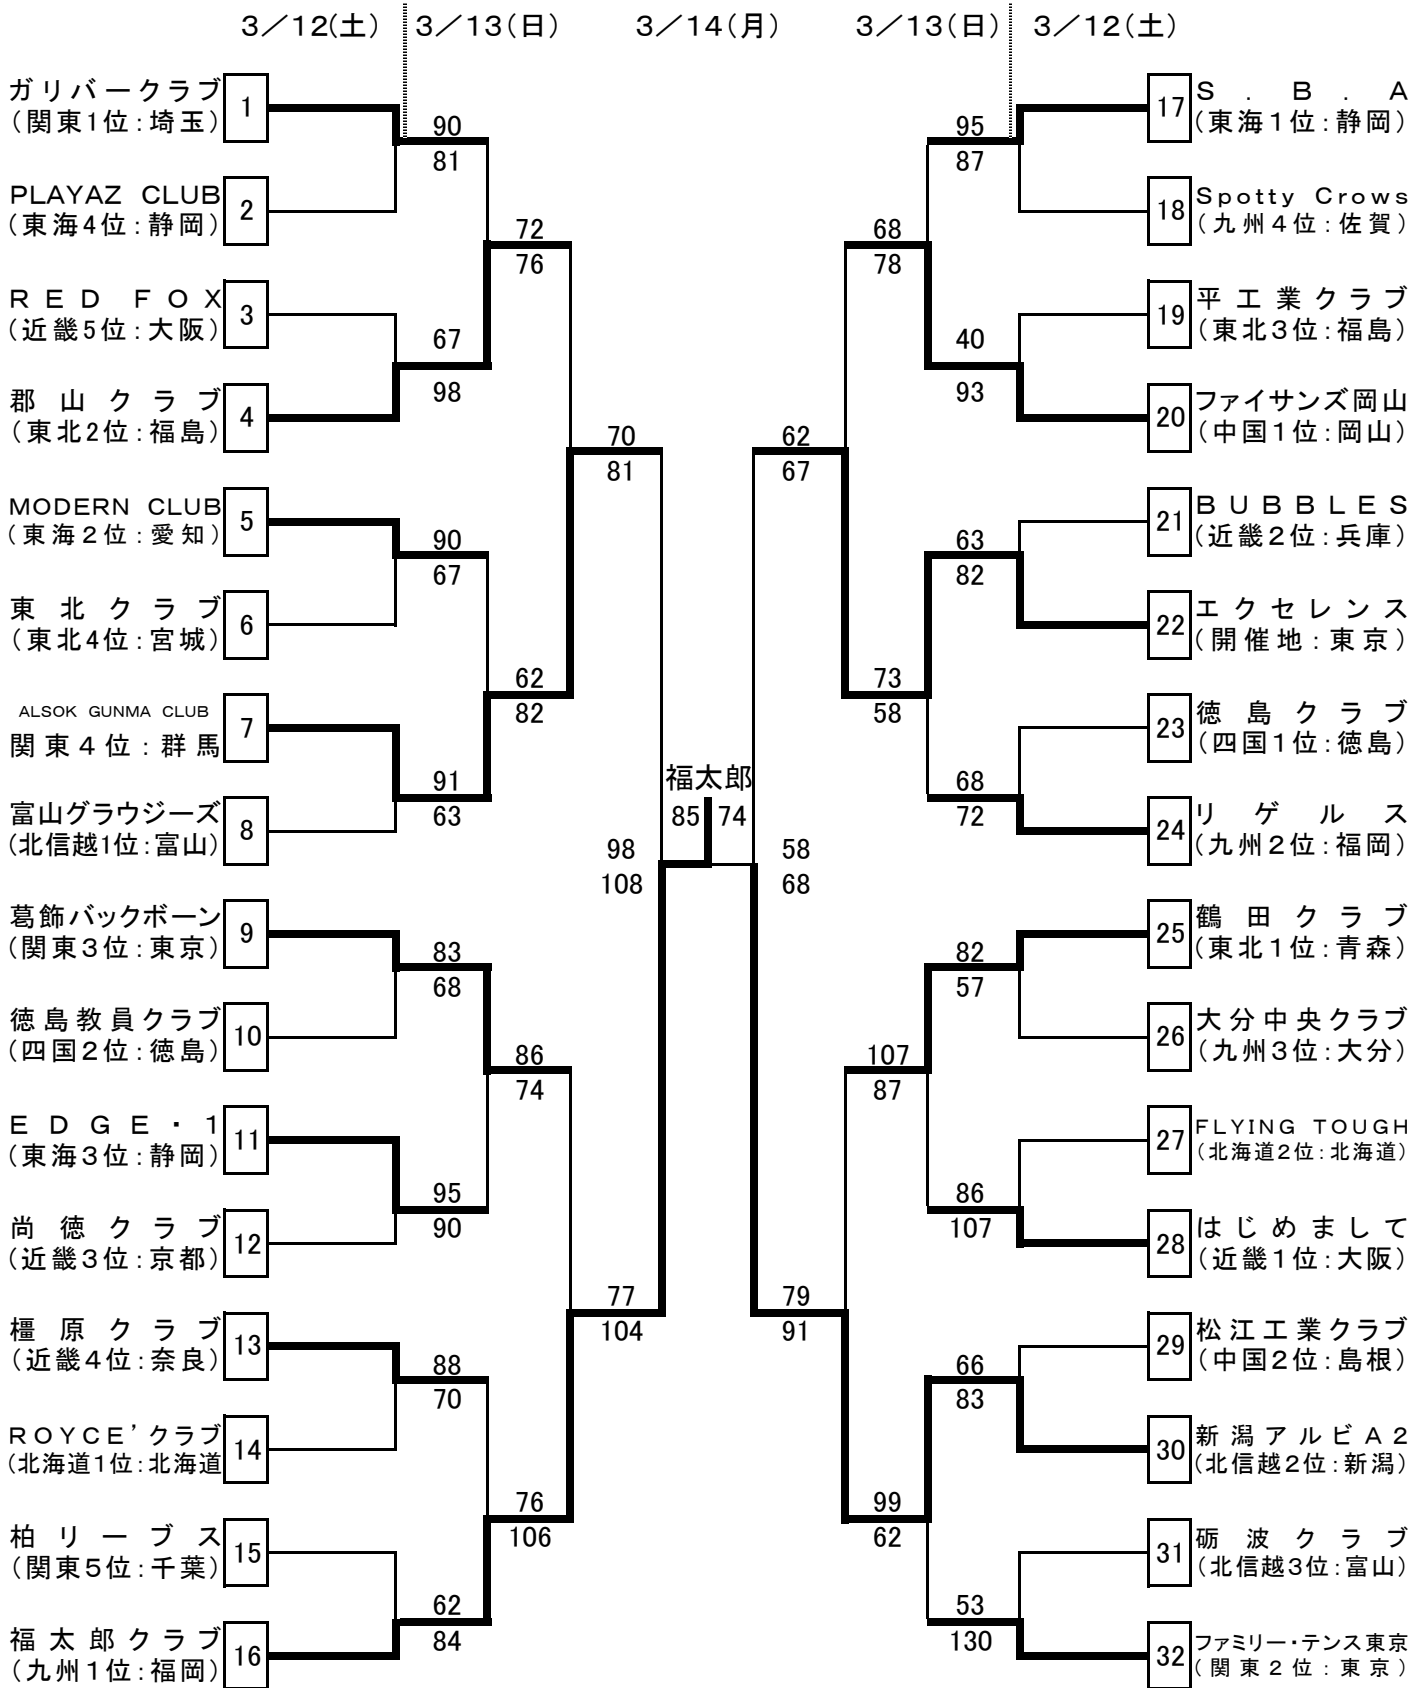 3／12(土)
3／13(日)
3／14(月)
3／13(日)
3／12(土)
ガリバークラブ
(関東1位:埼玉)
1
PLAYAZ CLUB
(東海4位:静岡)
2
RED FOX
(近畿5位:大阪)
3
郡山クラブ
(東北2位:福島)
4
MODERN CLUB
(東海2位:愛知)
5
東北クラブ
(東北4位:宮城)
6
ALSOK GUNMA CLUB
関東4位:群馬
7
富山グラウジーズ
(北信越1位:富山)
8
葛飾バックボーン
(関東3位:東京)
9
徳島教員クラブ
(四国2位:徳島)
10
EDGE・1
(東海3位:静岡)
11
尚徳クラブ
(近畿3位:京都)
12
橿原クラブ
(近畿4位:奈良)
13
ROYCE’クラブ
(北海道1位:北海道
14
柏リーブス
(関東5位:千葉)
15
福太郎クラブ
(九州1位:福岡)
16
90
81
67
98
90
67
91
63
83
68
95
90
88
70
62
84
72
76
62
82
86
74
76
106
70
81
77
104
98
108
福太郎
85 74
58
68
62
67
79
91
68
78
73
58
107
87
99
62
95
87
40
93
63
82
68
72
82
57
86
107
66
83
53
130
17
S.B.A
(東海1位:静岡)
18
Spotty Crows
(九州4位:佐賀)
19
平工業クラブ
(東北3位:福島)
20
ファイサンズ岡山
(中国1位:岡山)
21
BUBBLES
(近畿2位:兵庫)
22
エクセレンス
(開催地:東京)
23
徳島クラブ
(四国1位:徳島)
24
リゲルス
(九州2位:福岡)
25
鶴田クラブ
(東北1位:青森)
26
大分中央クラブ
(九州3位:大分)
27
FLYING TOUGH
(北海道2位:北海道)
28
はじめまして
(近畿1位:大阪)
29
松江工業クラブ
(中国2位:島根)
30
新潟アルビA2
(北信越2位:新潟)
31
砺波クラブ
(北信越3位:富山)
32
ファミリー・テンス東京
(関東2位:東京)